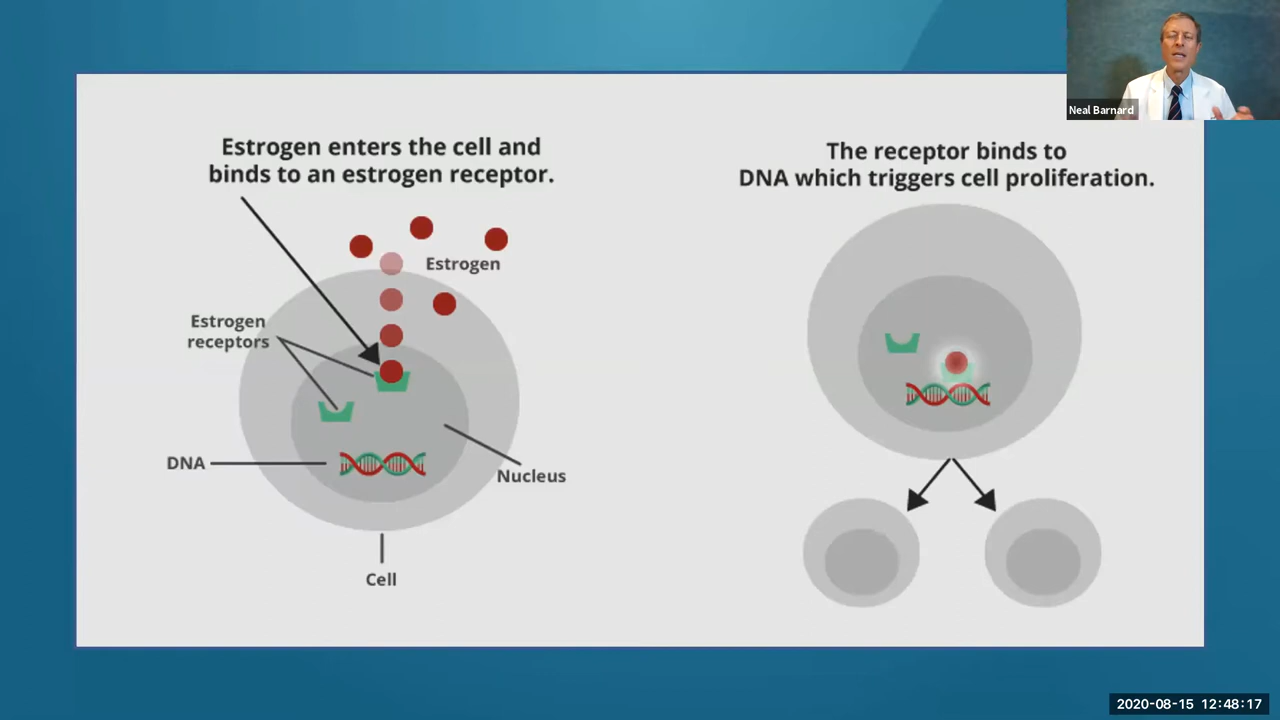 Neal Barnard
Estrogen enters the cell and
binds to an estrogen receptor.
Estrogen
Estrogen
receptors
DNA
Nucleus
Cell
The receptor binds to
DNA which triggers cell proliferation.
2020-08-15 12:48:17